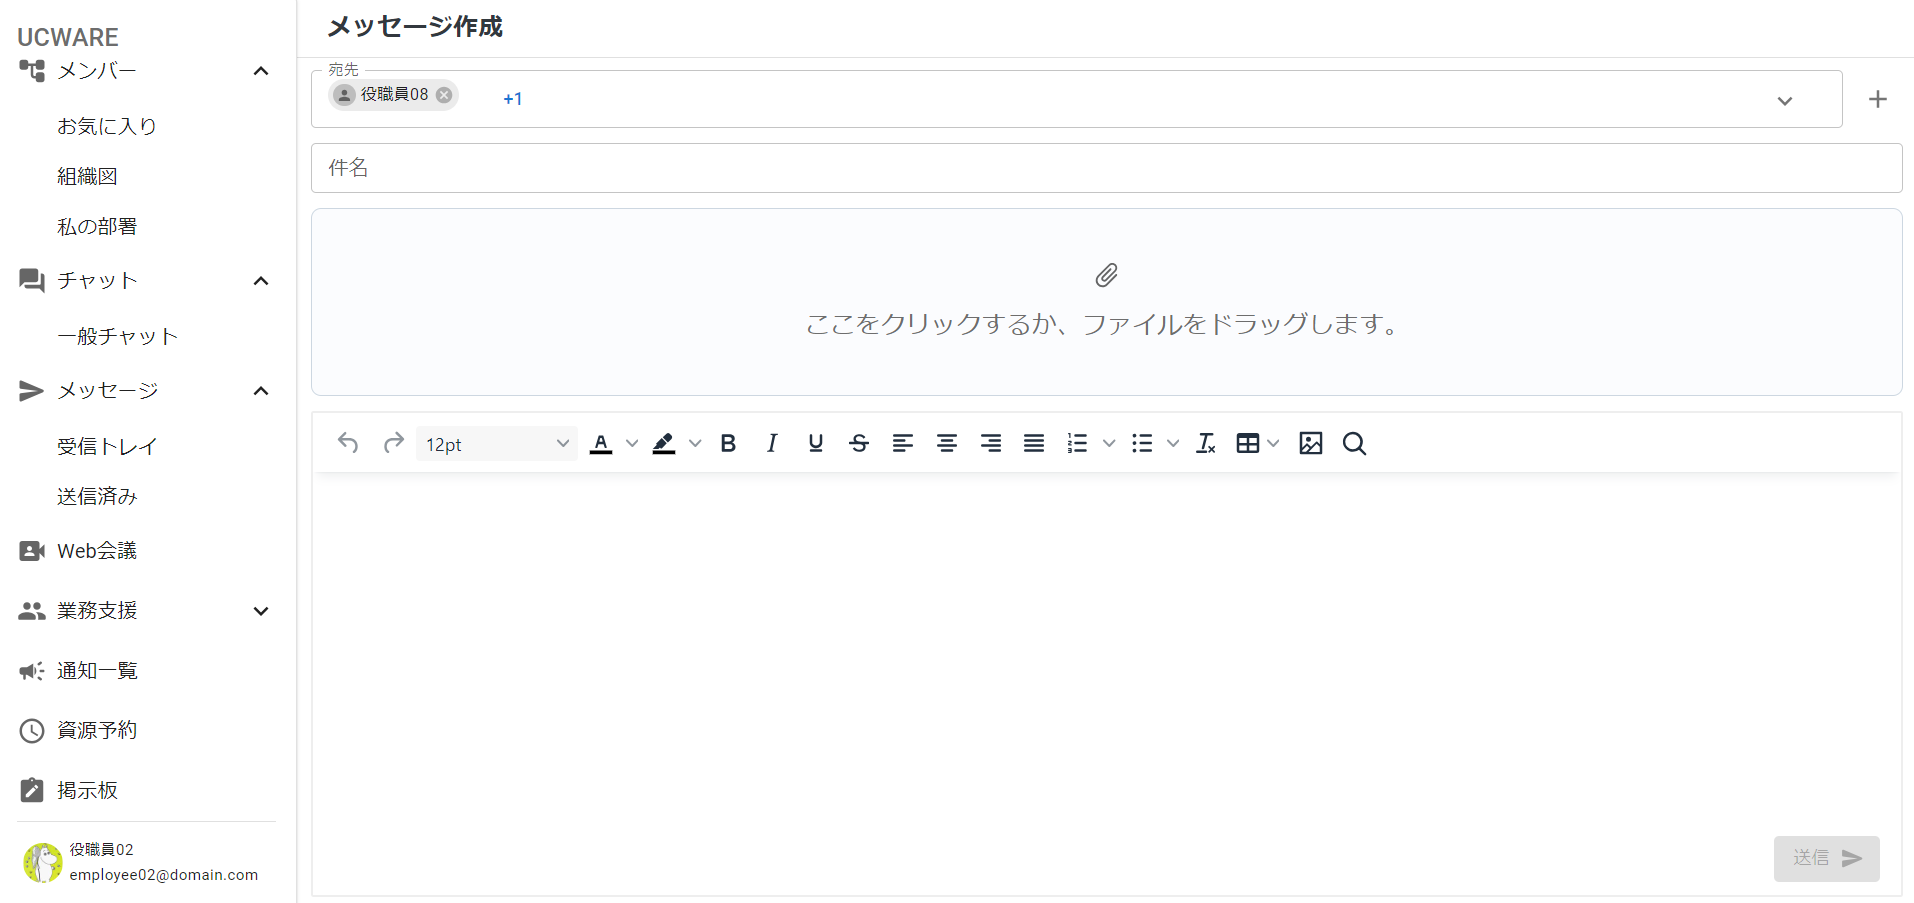 UCWARE
メンバー
お気に入り
組織図
私の部署
チャット
一般チャット
メッセージ
受信トレイ
送信済み
Web会議
業務支援
通知一覧
資源予約
掲示板
役職員02
employee02@domain.com
メッセージ作成
宛先
役職員08 +1
件名
ここをクリックするか、ファイルをドラッグします。
12pt
送信